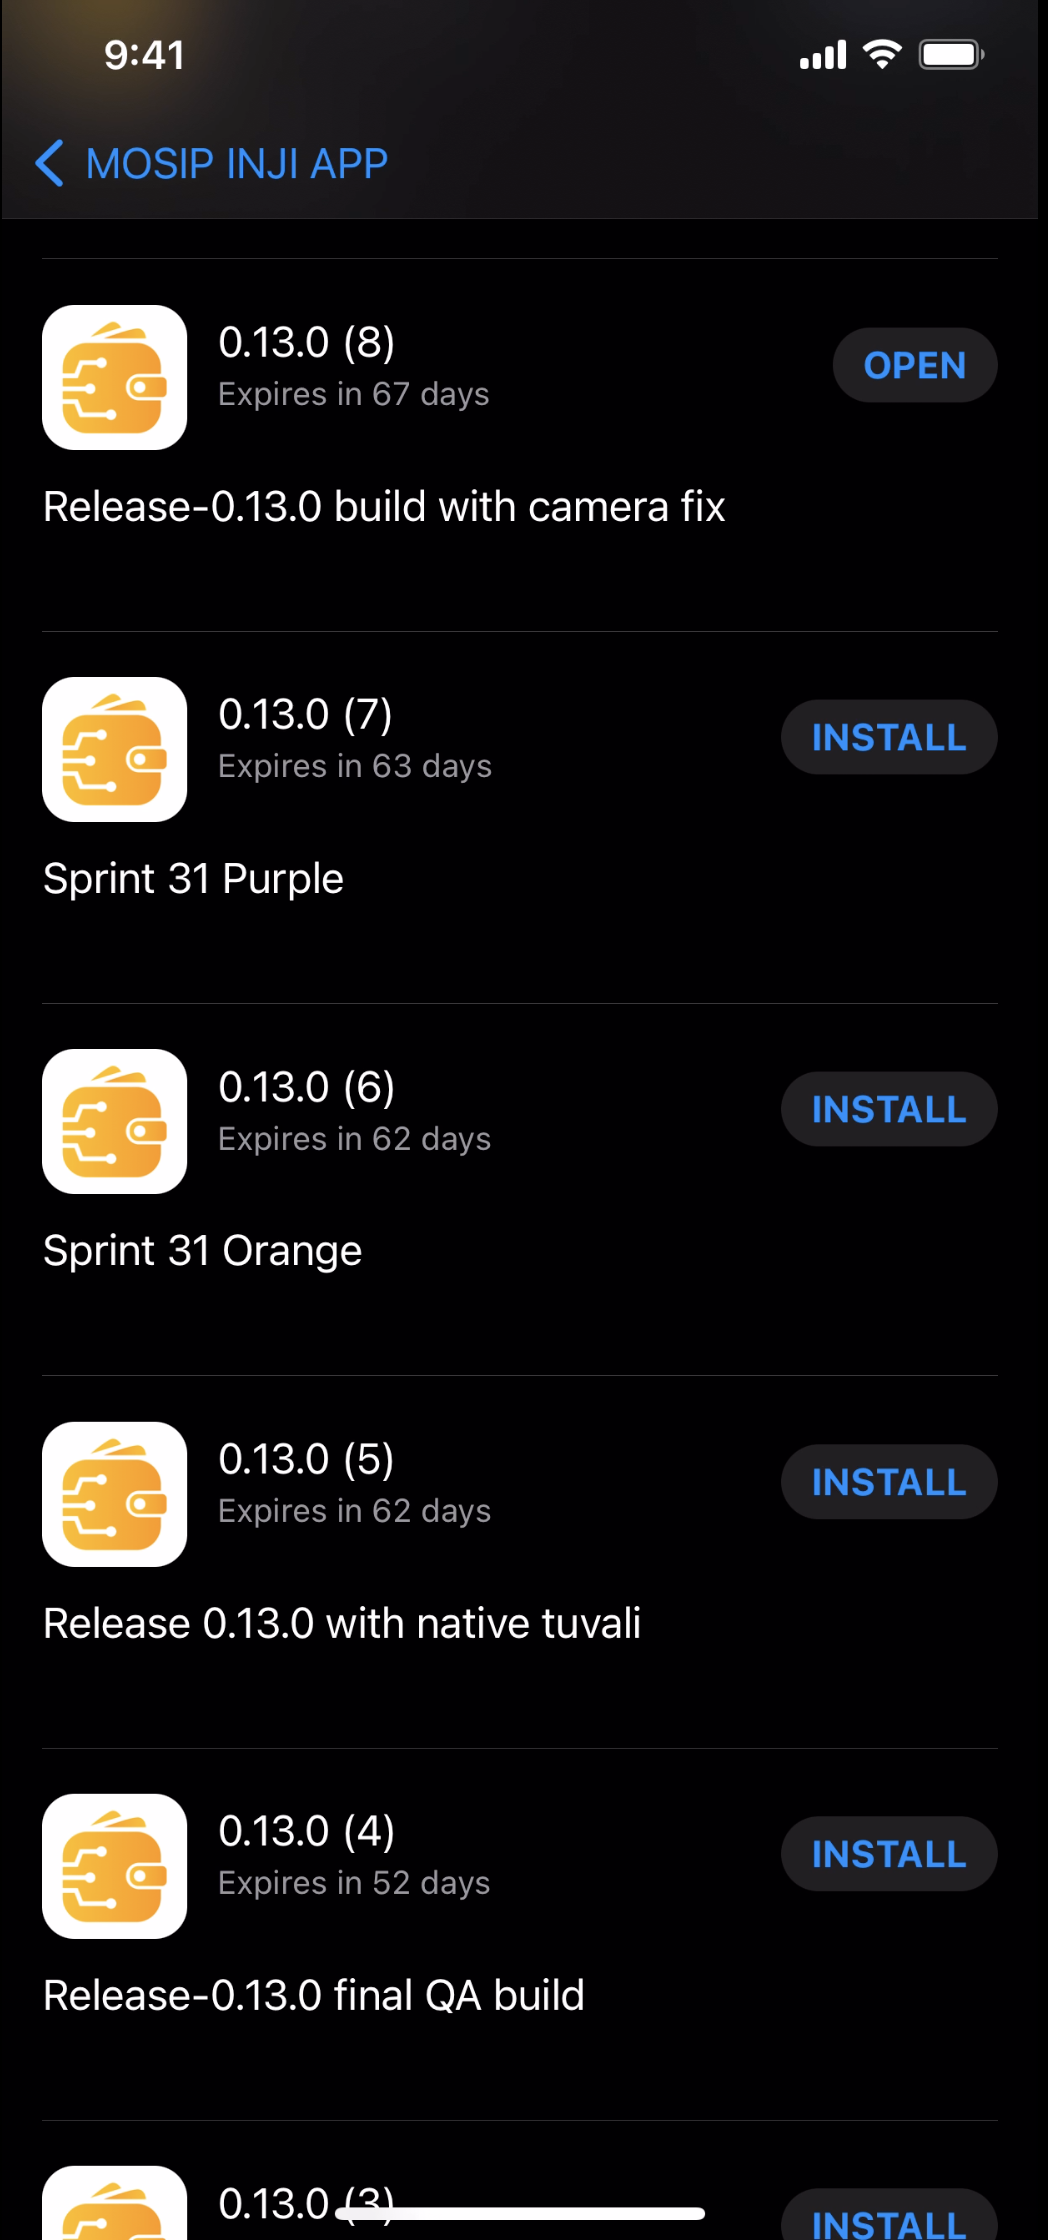 9:41
MOSIP INJI APP
0.13.0 (8)
Expires in 67 days
OPEN
Release-0.13.0 build with camera fix
0.13.0 (7)
Expires in 63 days
INSTALL
Sprint 31 Purple
0.13.0 (6)
Expires in 62 days
INSTALL
Sprint 31 Orange
0.13.0 (5)
Expires in 62 days
INSTALL
Release 0.13.0 with native tuvali
0.13.0 (4)
Expires in 52 days
INSTALL
Release-0.13.0 final QA build
0.13.0 (3)
INSTALL